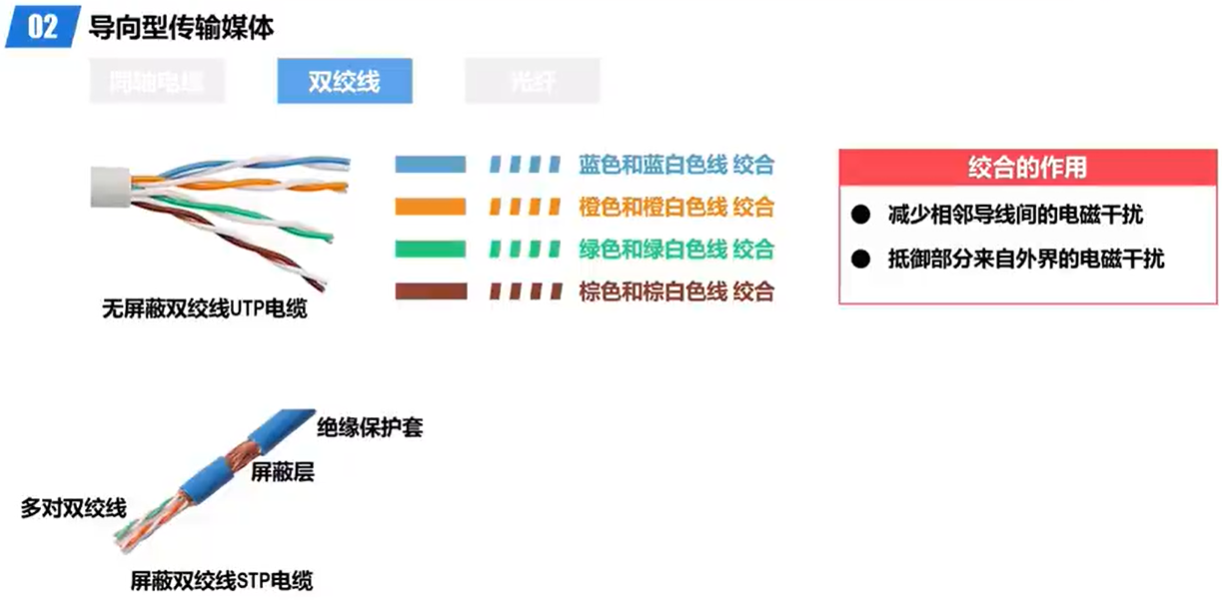 02 导向型传输媒体
同轴电缆 双绞线 光纤
蓝色和蓝白色线 绞合
橙色和橙白色线 绞合
绿色和绿白色线 绞合
棕色和棕白色线 绞合
无屏蔽双绞线UTP电缆
绞合的作用
● 减少相邻导线间的电磁干扰
● 抵御部分来自外界的电磁干扰
绝缘保护套
屏蔽层
多对双绞线
屏蔽双绞线STP电缆